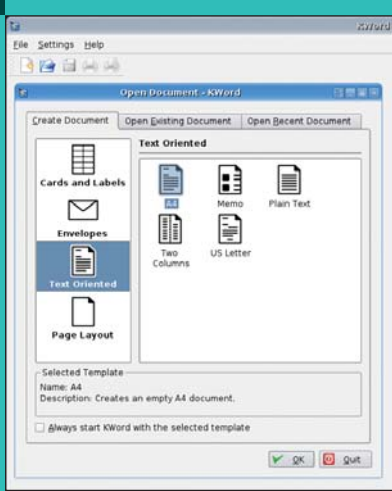 KWord
File Settings Help
Open Document - KWord
Create Document Open Existing Document Open Recent Document
Text Oriented
Cards and Labels
Envelopes
Text Oriented
Page Layout
A4 Memo Plain Text
Two Columns US Letter
Selected Template
Name: A4
Description: Creates an empty A4 document.
Always start KWord with the selected template
OK Quit